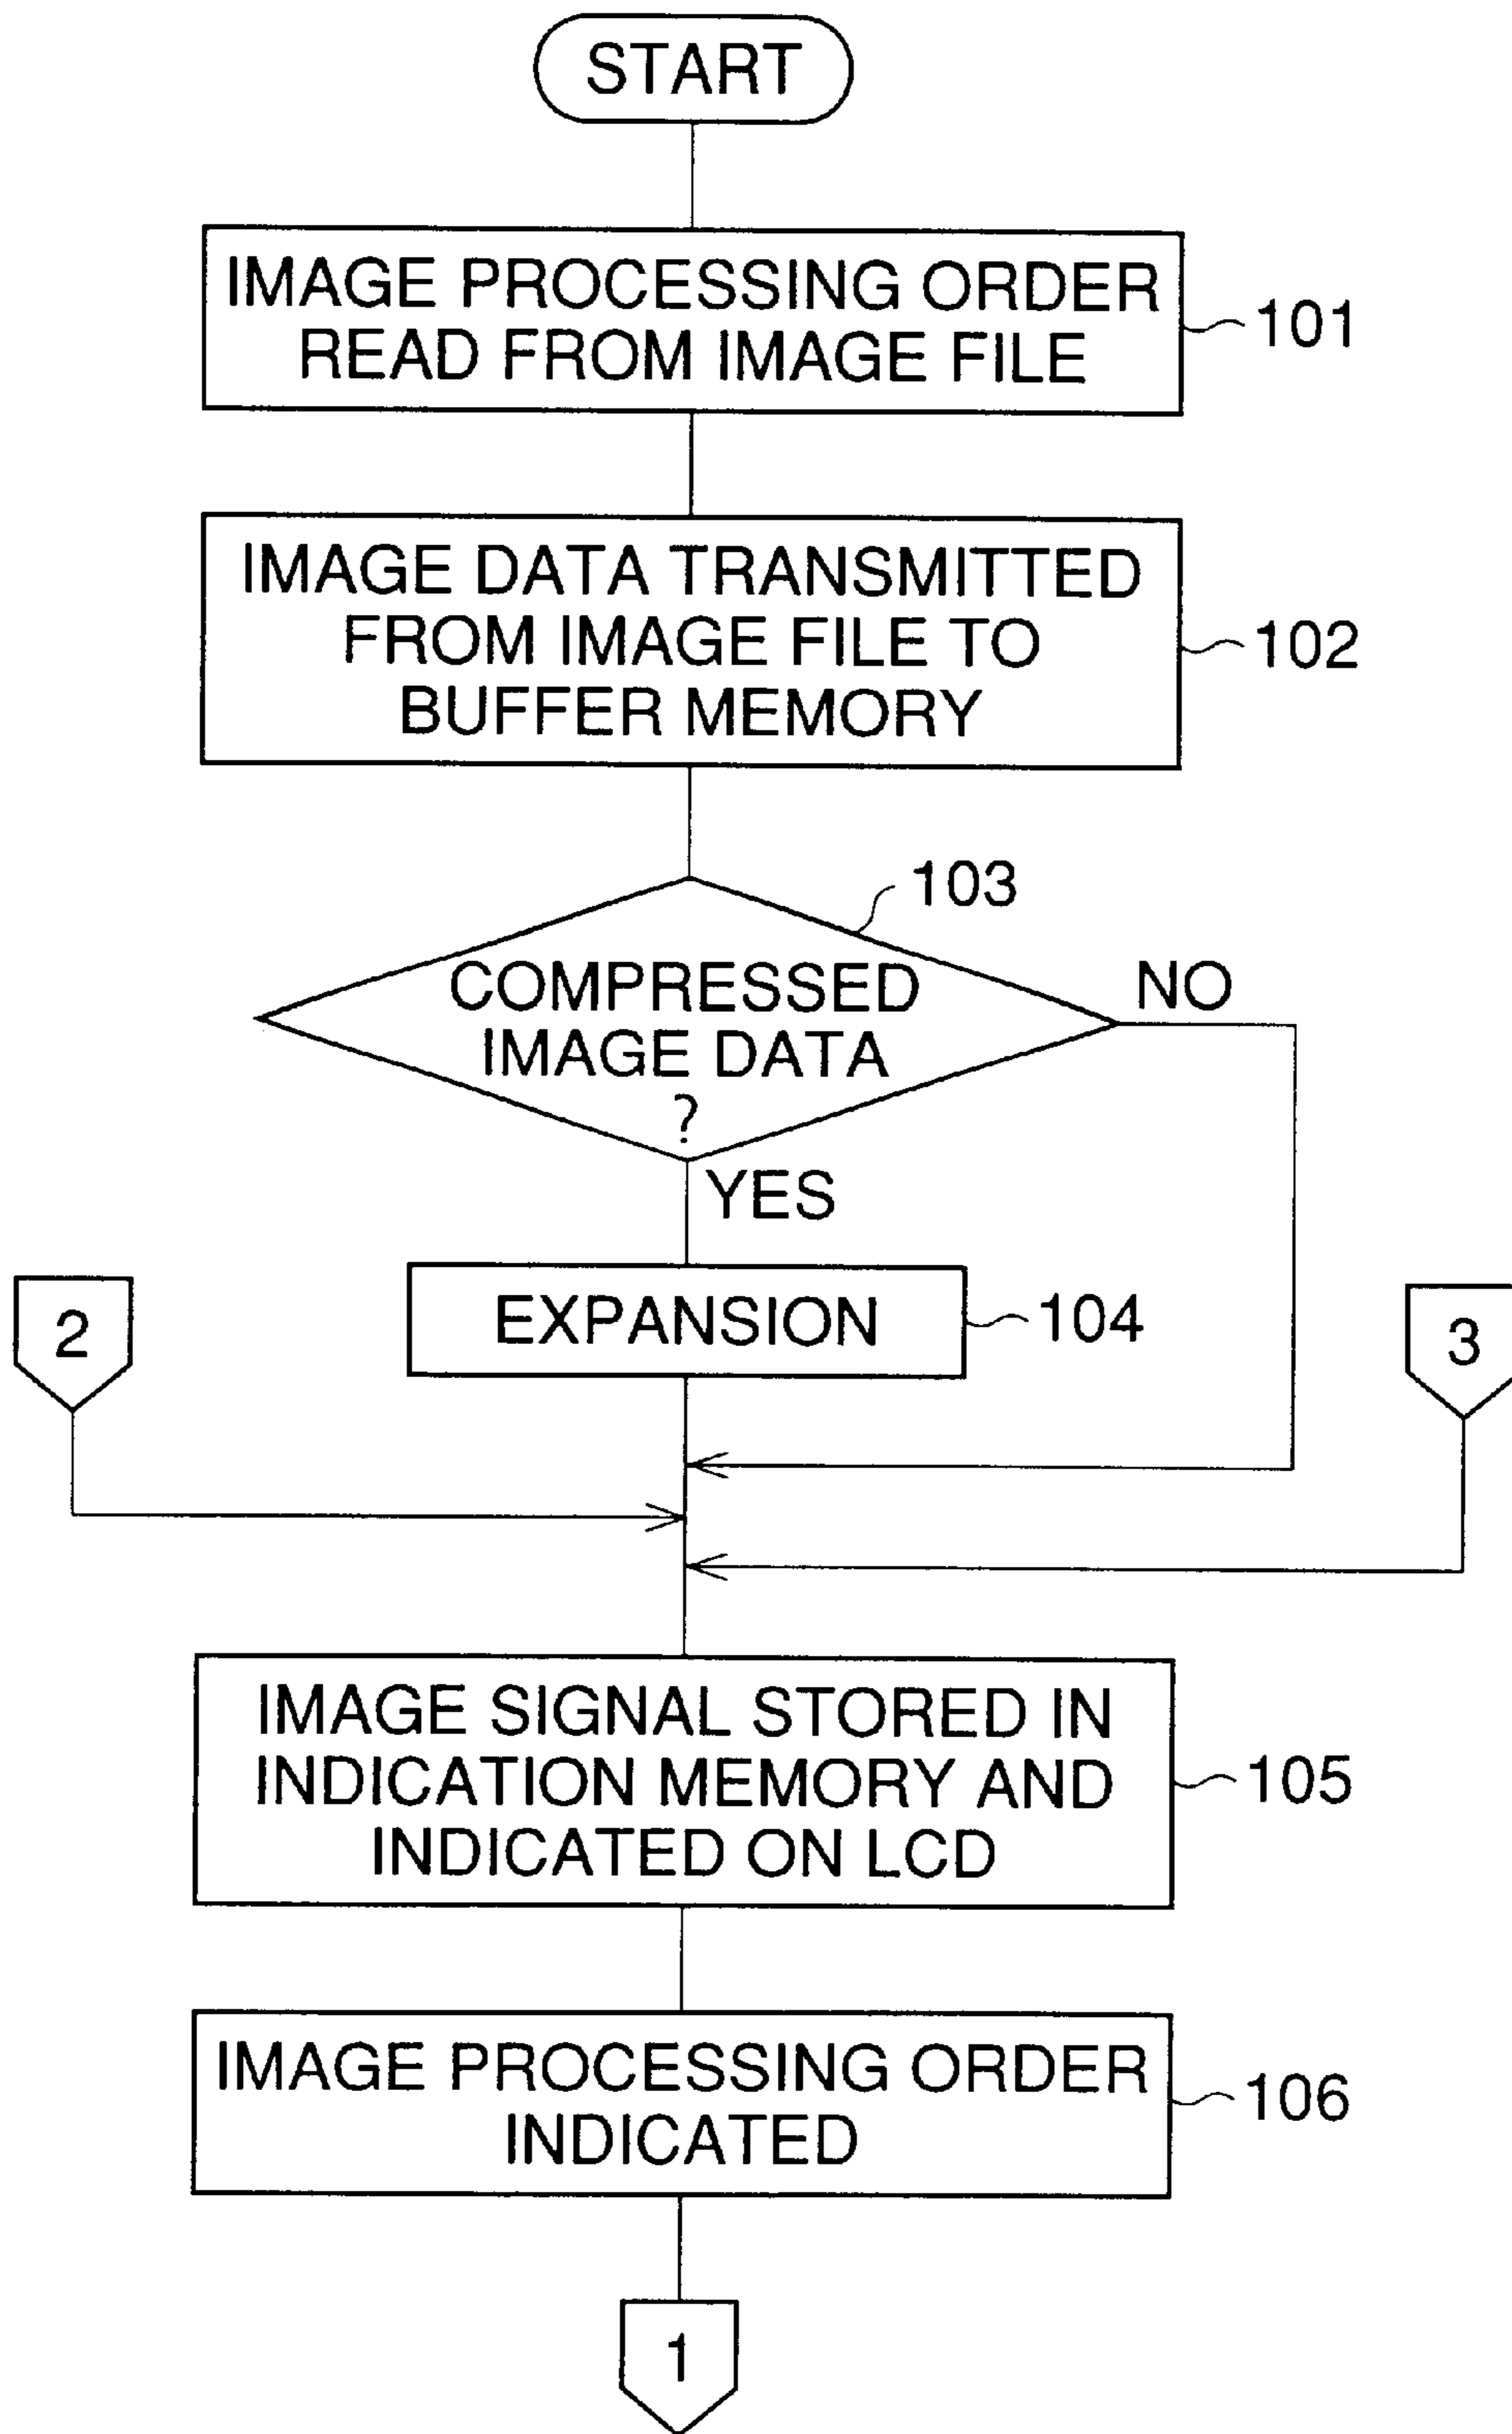 START
IMAGE PROCESSING ORDER
READ FROM IMAGE FILE
101
IMAGE DATA TRANSMITTED
FROM IMAGE FILE TO
BUFFER MEMORY
102
103
COMPRESSED
IMAGE DATA
?
NO
YES
2
EXPANSION
104
3
IMAGE SIGNAL STORED IN
INDICATION MEMORY AND
INDICATED ON LCD
105
IMAGE PROCESSING ORDER
INDICATED
106
1